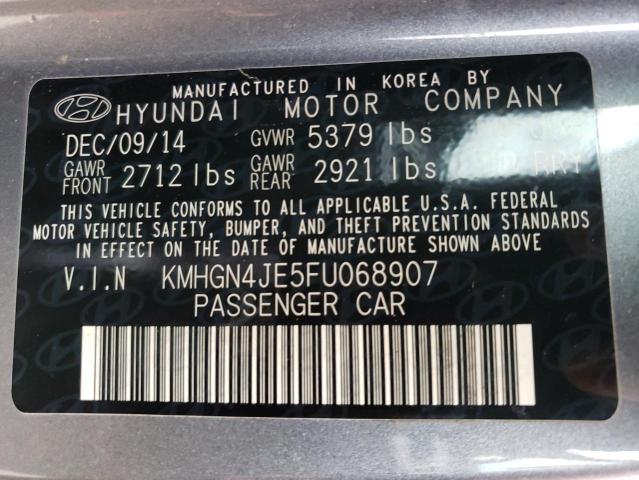 MANUFACTURED IN KOREA BY
HYUNDAI MOTOR COMPANY
DEC/09/14 GVWR 5379 lbs
GAWR FRONT 2712 lbs GAWR REAR 2921 lbs RRY
THIS VEHICLE CONFORMS TO ALL APPLICABLE U.S.A. FEDERAL
MOTOR VEHICLE SAFETY, BUMPER, AND THEFT PREVENTION STANDARDS
IN EFFECT ON THE DATE OF MANUFACTURE SHOWN ABOVE
V.I.N KMHGN4JE5FU068907
PASSENGER CAR